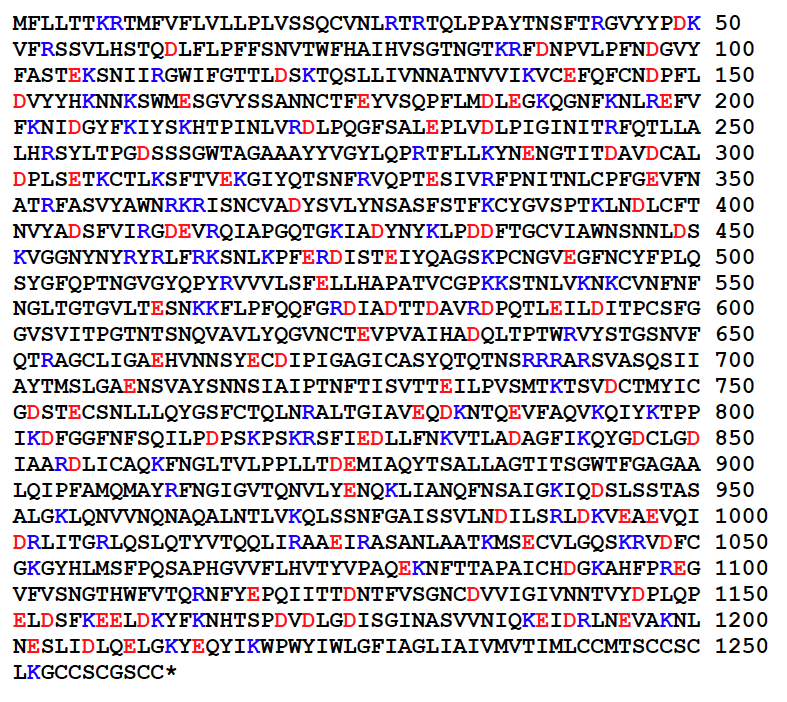 MFLLTTKRTMFVFLVLLPLVSSQCVNLRTRTQLPPAYTNSFTRGVYYPDK 50
VFRSSVLHSTQDLFLPFFSNVTWFHAIHVSGTNGTKRFDNPVLPFNDGVY 100
FASTEKSNIIRGWIFGTTLDSKTQSLLIVNNATNVVIKVCEFQFCNDPFL 150
DVYYHKNNKSWMESGVYSSANNCTFEYVSQPFLMDLEGKQGNFKNLREFV 200
FKNIDGYFKIYSKHTPINLVRDLPQGFSALEPLVDLPIGINITRFQTLLA 250
LHRSYLTPGDSSSGWTAGAAAYYVGYLQPRTFLLKYNENGTITDAVDCAL 300
DPLSETKCTLKSFTVEKGIYQTSNFRVQPTESIVRFPNITNLCPFGEVFN 350
ATRFASVYAWNRKRISNCVADYSVLYNSASFSTFKCYGVSPTKLNDLCFT 400
NVYADSFVIRGDEVRQIAPGQTGKIADYNYKLPDDFTGCVIAWNSNNLDS 450
KVGGNYNYRYRLFRKSNLKPFERDISTEIYQAGSKPCNGVEGFNCYFPLQ 500
SYGFQPTNGVGYQPYRVVVLSFELLHAPATVCGPKKSTNLVKNKCVNFNF 550
NGLTGTGVLTESNKKFLPFQQFGRDIADTTDAVRDPQTLEILDITPCSFG 600
GVSVITPGTNTSNQVAVLYQGVNCTEVPVAIHADQLTPTWRVYSTGSNVF 650
QTRAGCLIGAEHVNNSYECDIPIGAGICASYQTQTNSRRRARSVASQSII 700
AYTMSLGAENSVAYSNNSIAIPTNFTISVTTEILPVSMTKTSVDCTMYIC 750
GDSTECSNLLLQYGSFCTQLNRALTGIAVEQDKNTQEVFAQVKQIYKTPP 800
IKDFGGFNFSQILPDPSKPSKRSFIEDLLFNKVTLADAGFIKQYGDCLGD 850
IAARDLICAQKFNGLTVLPPLLTDEMIAQYTSALLAGTITSGWTFGAGAA 900
LQIPFAMQMAYRFNGIGVTQNVLYENQKLIANQFNSAIGKIQDSLSSTAS 950
ALGKLQNVVNQNAQALNTLVKQLSSNFGAISSVLNDILSRLDKVEAEVQI 1000
DRLITGRLQSLQTYVTQQLIRAAEIRASANLAATKMSECVLGQSKRVDFC 1050
GKGYHLMSFPQSAPHGVVFLHVTYVPAQEKNFTTAPAICHDGKAHFPREG 1100
VFVSNGTHWFVTQRNFYEPQIITTDNTFVSGNCDVVIGIVNNTVYDPLQP 1150
ELDSFKEELDKYFKNHTSPDVDLGDISGINASVVNIQKEIDRLNEVAKNL 1200
NESLIDLQELGKYEQYIKWPWYIWLGFIAGLIAIVMVTIMLCCMTSCCSC 1250
LKGCCSCGSCC*